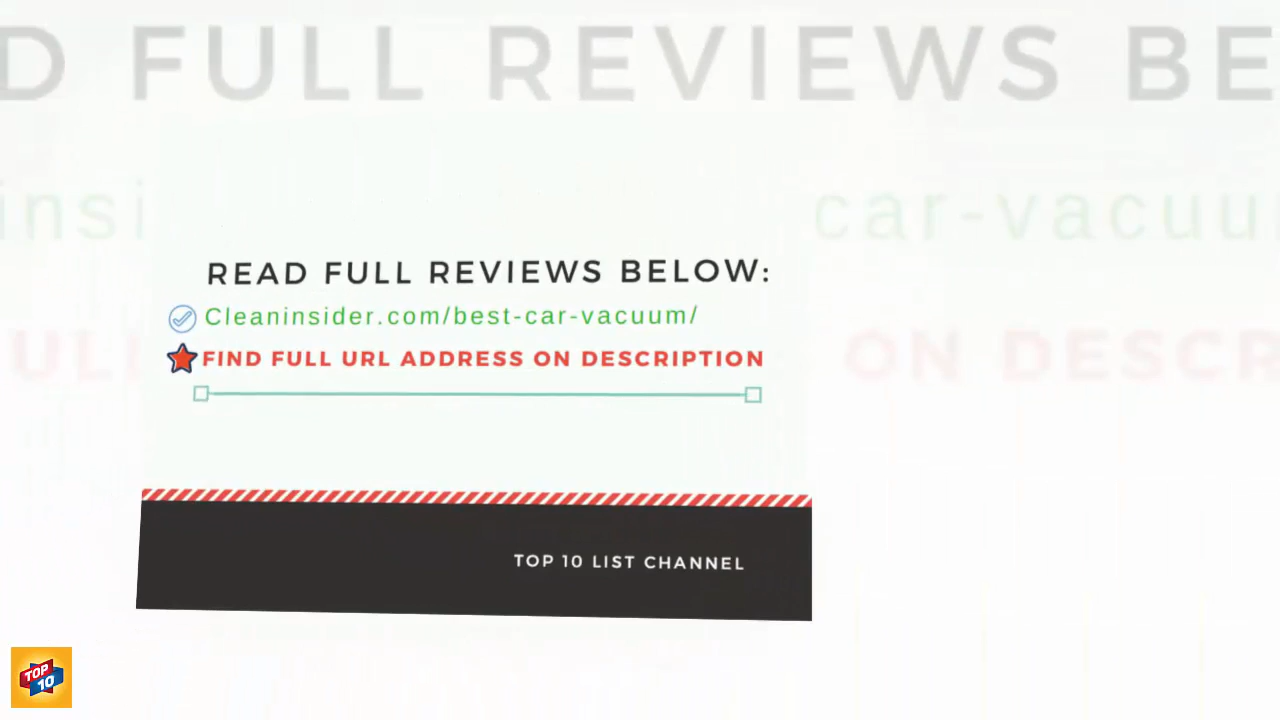 D FULL REVIEWS BE
READ FULL REVIEWS BELOW:
Cleaninsider.com/best-car-vacuum/
FIND FULL URL ADDRESS ON DESCRIPTION
insi car-vacuu
ULL ON DESCR
TOP 10 LIST CHANNEL
TOP
10